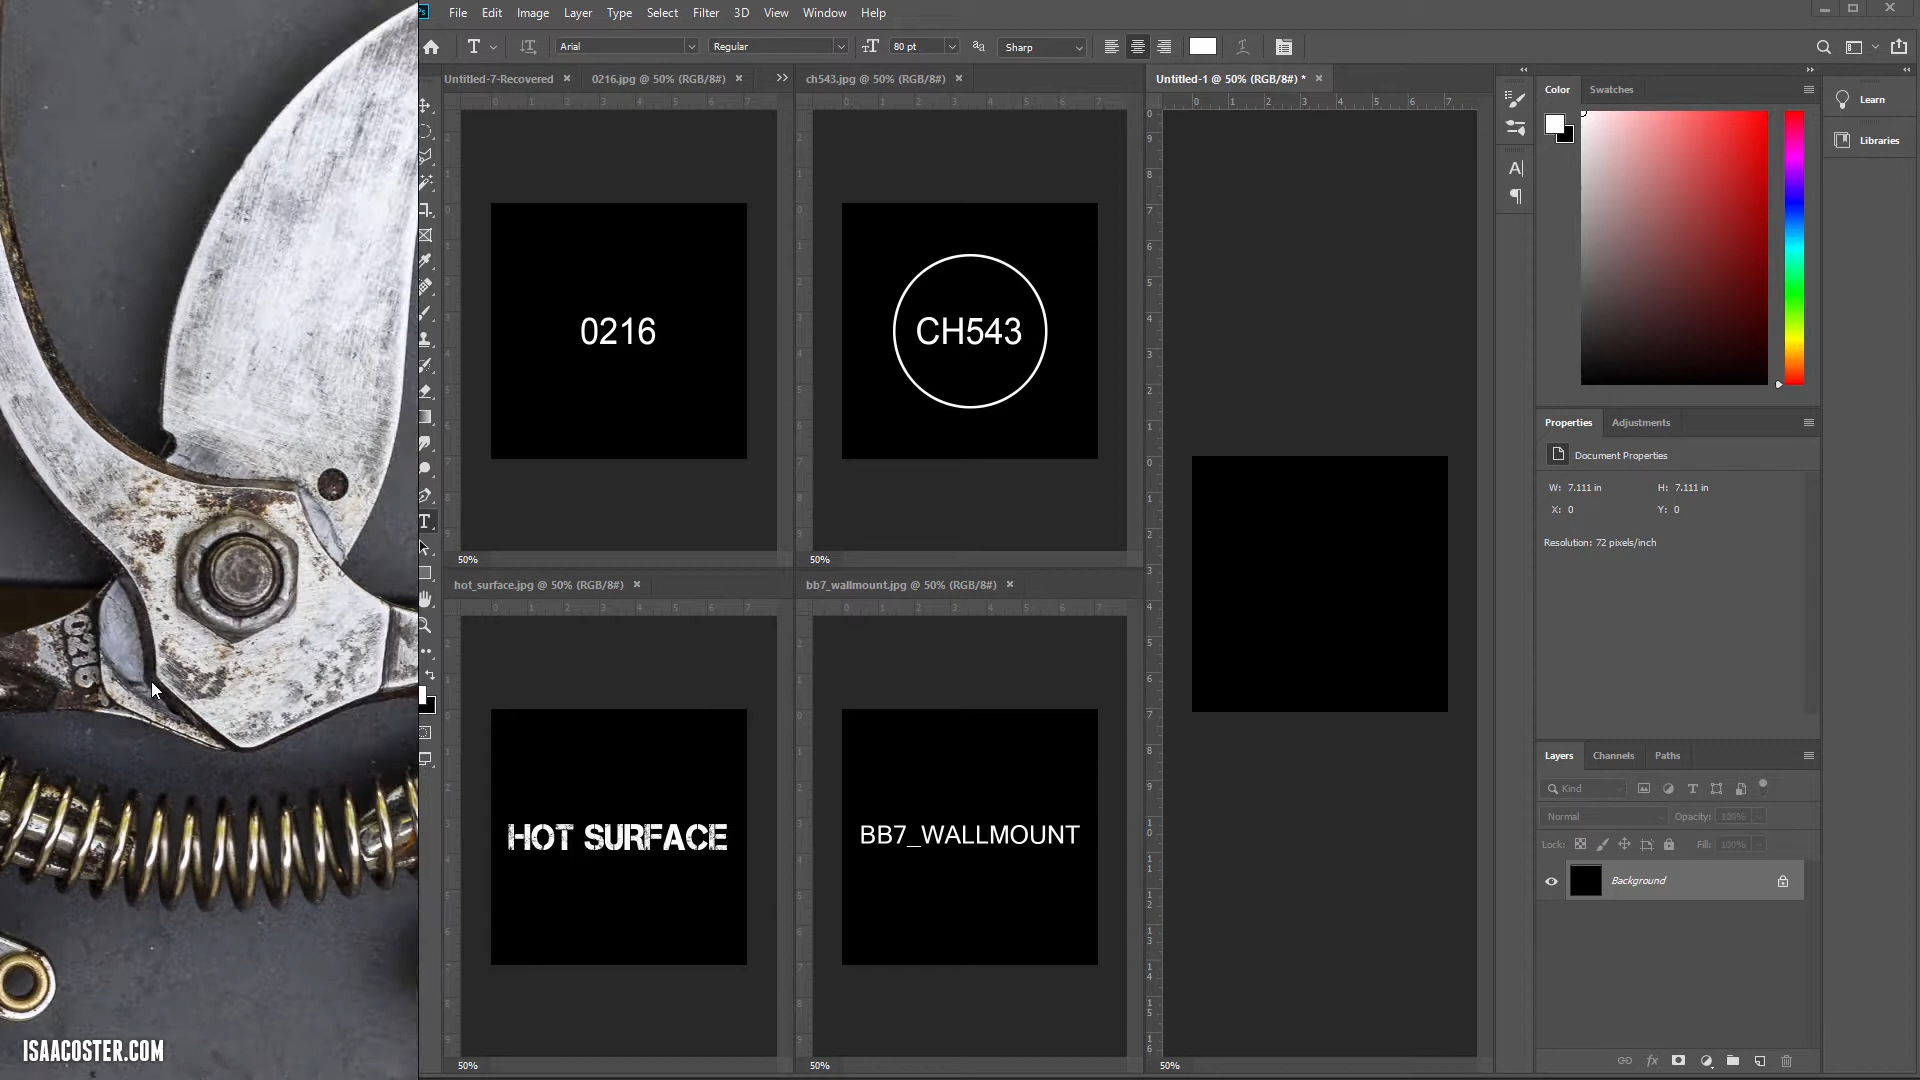 File Edit Image Layer Type Select Filter 3D View Window Help
Arial Regular 80 pt Sharp
Untitled-7-Recovered 0216.jpg @ 50% (RGB/8#) ch543.jpg @ 50% (RGB/8#) Untitled-1 @ 50% (RGB/8#) *
Color Swatches
Learn
Libraries
0216
CH543
Properties Adjustments
Document Properties
W: 7.111 in H: 7.111 in
X: 0 Y: 0
Resolution: 72 pixels/inch
50% 50%
hot_surface.jpg @ 50% (RGB/8#) bb7_wallmount.jpg @ 50% (RGB/8#)
0216
HOT SURFACE
BB7_WALLMOUNT
Layers Channels Paths
Kind
Normal Opacity: 100%
Lock: Fill: 100%
Background
ISAACOSTER.COM
50% 50% 50%